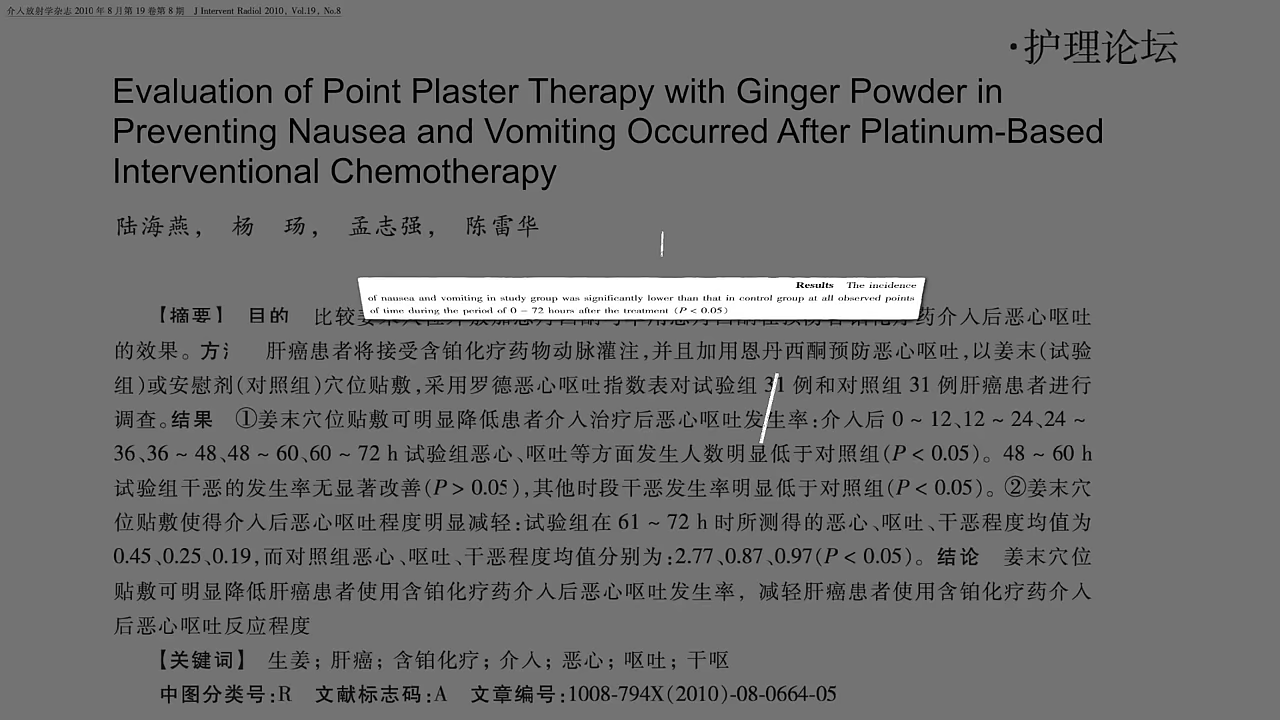 介入放射学杂志 2010 年 8 月第 19 卷第 8 期 J Intervent Radiol 2010, Vol.19, No.8
·护理论坛
Evaluation of Point Plaster Therapy with Ginger Powder in
Preventing Nausea and Vomiting Occurred After Platinum-Based
Interventional Chemotherapy
陆海燕, 杨 玚, 孟志强, 陈雷华
Results The incidence
of nausea and vomiting in study group was significantly lower than that in control group at all observed points
of time during the period of 0 – 72 hours after the treatment (P < 0.05)
【摘要】 目的 比较 药介入后恶心呕吐
的效果。方 肝癌患者将接受含铂化疗药物动脉灌注,并且加用恩丹西酮预防恶心呕吐,以姜末(试验
组)或安慰剂(对照组)穴位贴敷,采用罗德恶心呕吐指数表对试验组 31 例和对照组 31 例肝癌患者进行
调查。结果 ①姜末穴位贴敷可明显降低患者介入治疗后恶心呕吐发生率:介入后 0 ~ 12、12 ~ 24、24 ~
36、36 ~ 48、48 ~ 60、60 ~ 72 h 试验组恶心、呕吐等方面发生人数明显低于对照组(P < 0.05)。48 ~ 60 h
试验组干恶的发生率无显著改善(P > 0.05),其他时段干恶发生率明显低于对照组(P < 0.05)。②姜末穴
位贴敷使得介入后恶心呕吐程度明显减轻:试验组在 61 ~ 72 h 时所测得的恶心、呕吐、干恶程度均值为
0.45、0.25、0.19,而对照组恶心、呕吐、干恶程度均值分别为:2.77、0.87、0.97(P < 0.05)。结论 姜末穴位
贴敷可明显降低肝癌患者使用含铂化疗药介入后恶心呕吐发生率, 减轻肝癌患者使用含铂化疗药介入
后恶心呕吐反应程度
【关键词】 生姜; 肝癌; 含铂化疗; 介入; 恶心; 呕吐; 干呕
中图分类号:R 文献标志码:A 文章编号:1008-794X(2010)-08-0664-05